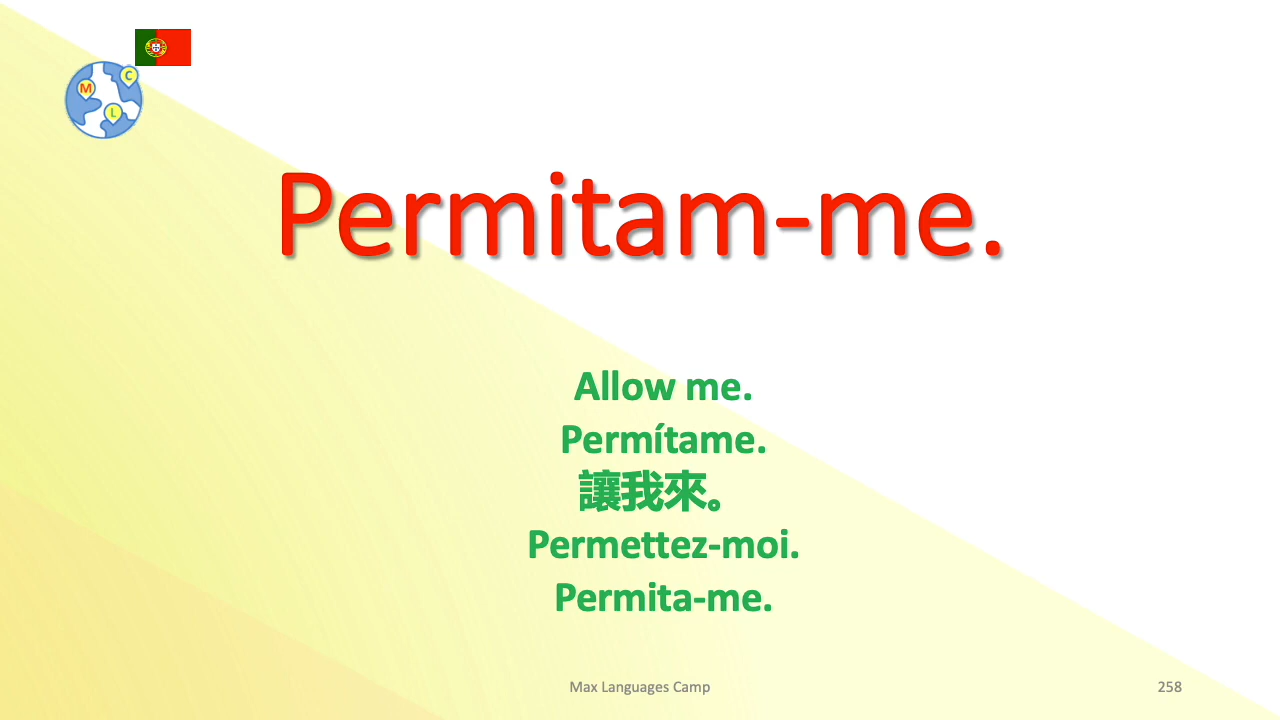 C
M
L
Permitam-me.
Allow me.
Permítame.
讓我來。
Permettez-moi.
Permita-me.
Max Languages Camp
258